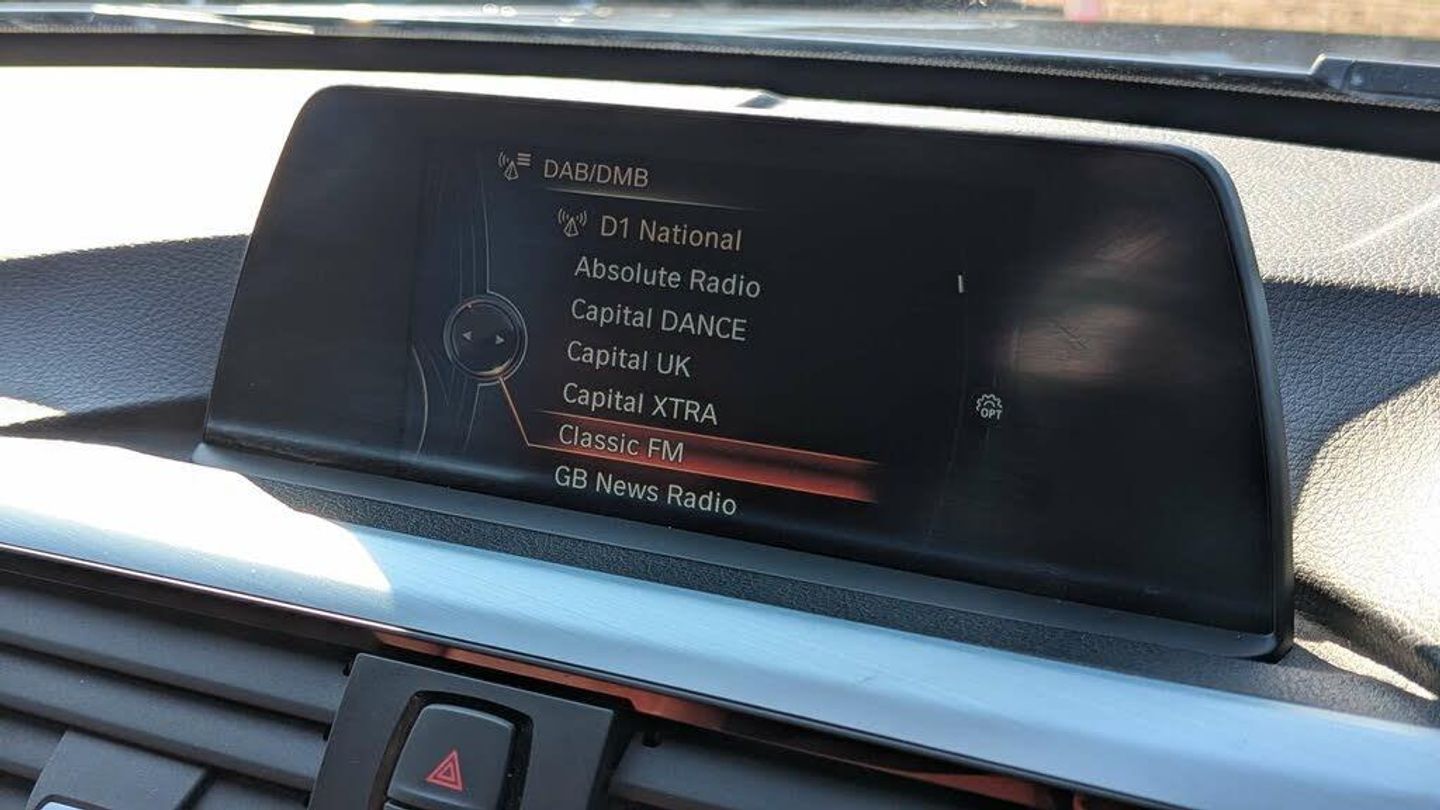 DAB/DMB
D1 National
Absolute Radio
Capital DANCE
Capital UK
Capital XTRA
Classic FM
OPT
GB News Radio